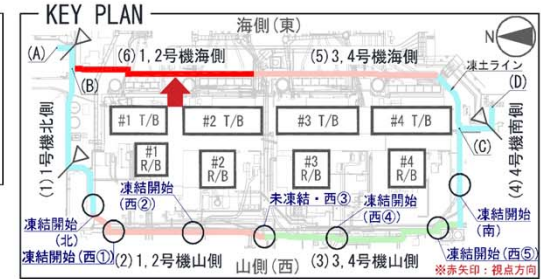 KEY PLAN
海側(東)
N
(A)
(6)1,2号機海側
(5)3,4号機海側
凍土ライン
(B)
(D)
#1 T/B
#2 T/B
#3 T/B
#4 T/B
(C)
(1)1号機北側
#1
R/B
#2
R/B
#3
R/B
#4
R/B
(4)4号機南側
凍結開始
(西②)
未凍結・西③
凍結開始
(西④)
凍結開始
(北)
凍結開始
(南)
凍結開始(西①)
(2)1,2号機山側
山側(西)
(3)3,4号機山側
凍結開始(西⑤)
※赤矢印:視点方向